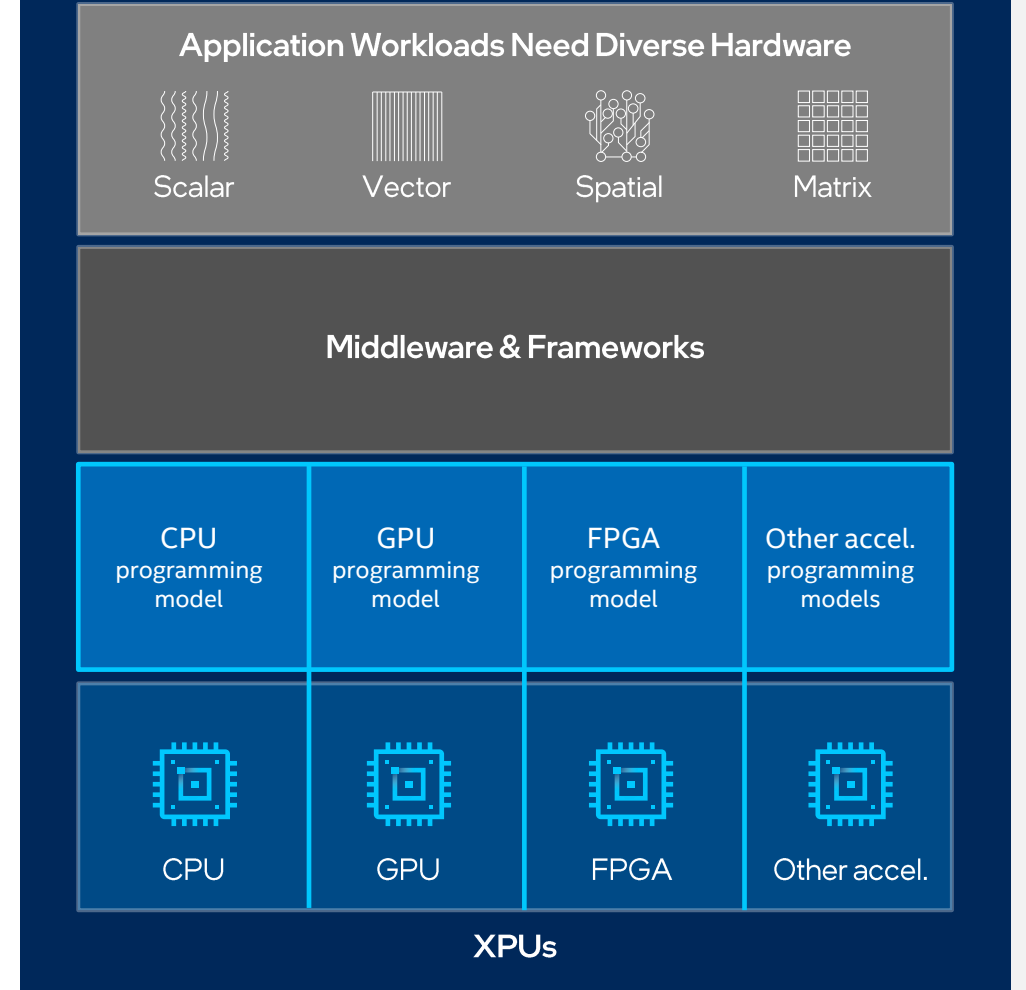 Application Workloads Need Diverse Hardware
Scalar
Vector
Spatial
Matrix
Middleware & Frameworks
CPU
programming
model
GPU
programming
model
FPGA
programming
model
Other accel.
programming
models
CPU
GPU
FPGA
Other accel.
XPUs